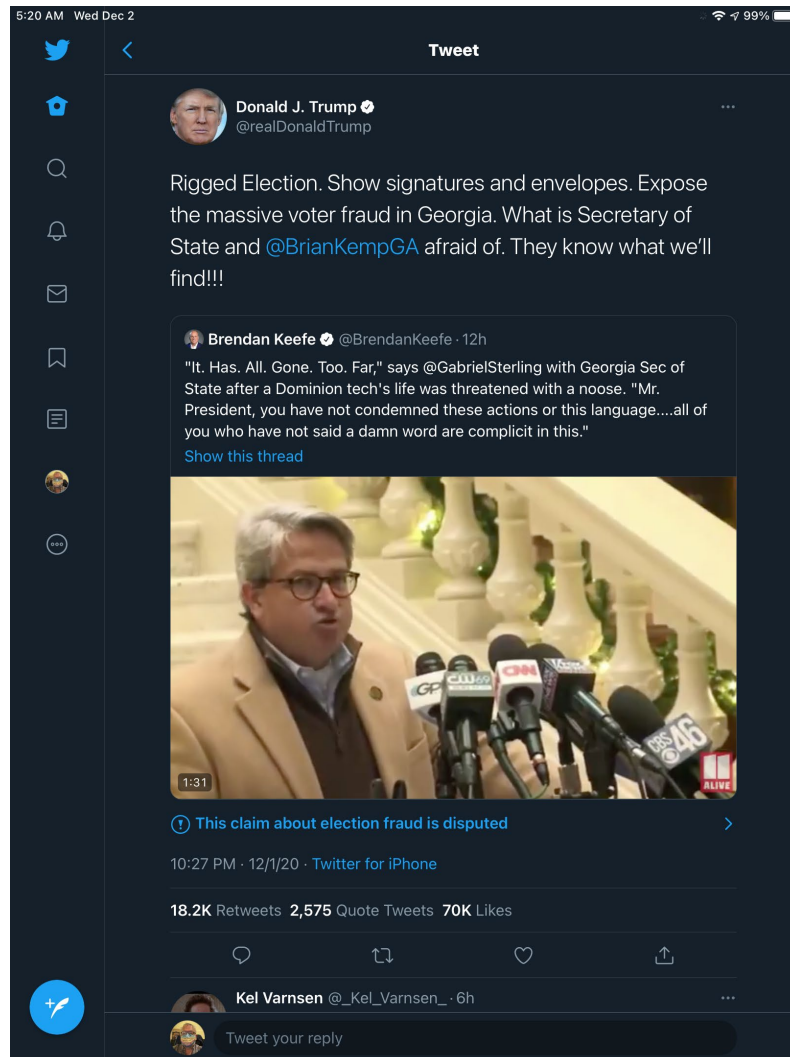 5:20 AM Wed Dec 2
99%
Tweet
Donald J. Trump
@realDonaldTrump
Rigged Election. Show signatures and envelopes. Expose
the massive voter fraud in Georgia. What is Secretary of
State and @BrianKempGA afraid of. They know what we'll
find!!!
Brendan Keefe @BrendanKeefe · 12h
"It. Has. All. Gone. Too. Far," says @GabrielSterling with Georgia Sec of
State after a Dominion tech's life was threatened with a noose. "Mr.
President, you have not condemned these actions or this language....all of
you who have not said a damn word are complicit in this."
Show this thread
GP
CW69
CNN
CBS 46
11
ALIVE
1:31
This claim about election fraud is disputed
10:27 PM · 12/1/20 · Twitter for iPhone
18.2K Retweets 2,575 Quote Tweets 70K Likes
Kel Varnsen @_Kel_Varnsen_ · 6h
Tweet your reply